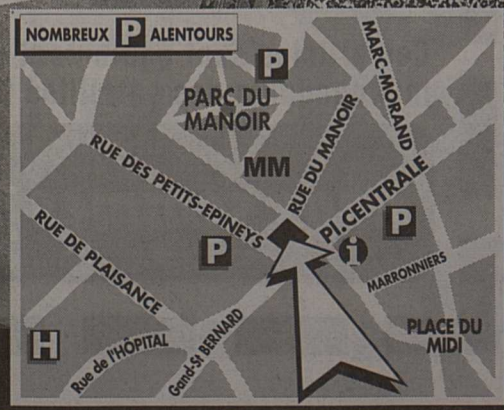 NOMBREUX P ALENTOURS
P
MARC-MORAND
PARC DU
MANOIR
RUE DU MANOIR
MM
RUE DES PETITS-EPINEYS
PL.CENTRALE
P
P
i
RUE DE PLAISANCE
MARRONNIERS
PLACE DU
MIDI
H
Rue de l'HÔPITAL
Gand-St BERNARD